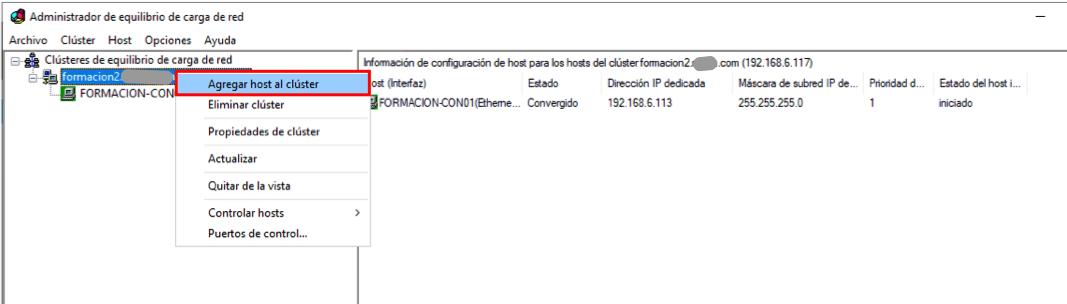 Administrador de equilibrio de carga de red
Archivo Clúster Host Opciones Ayuda
Clústeres de equilibrio de carga de red
formacion2.
FORMACION-CON
Agregar host al clúster
Eliminar clúster
Propiedades de clúster
Actualizar
Quitar de la vista
Controlar hosts
Puertos de control...
Información de configuración de host para los hosts del clúster formacion2. .com (192.168.6.117)
ost (Interfaz) Estado Dirección IP dedicada Máscara de subred IP de... Prioridad d... Estado del host i...
FORMACION-CON01(Etheme... Convergido 192.168.6.113 255.255.255.0 1 iniciado